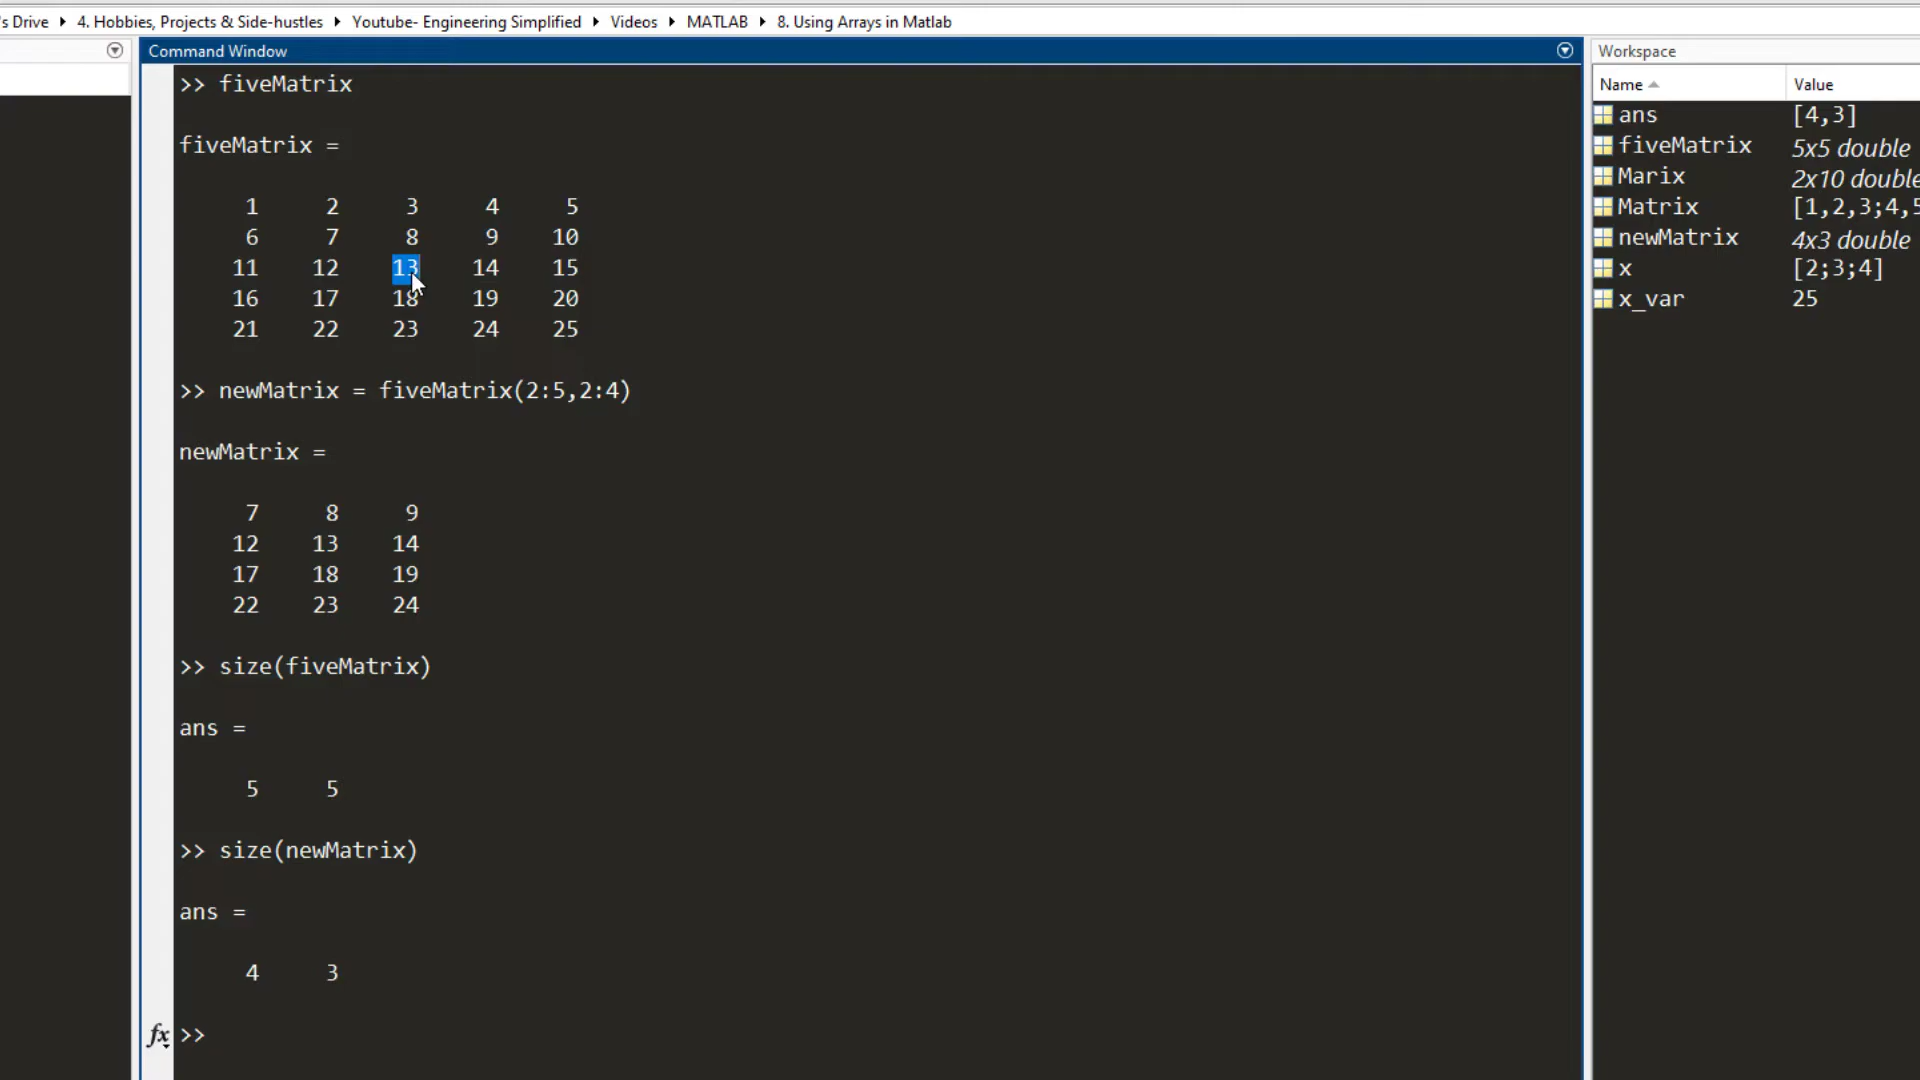 's Drive ▸ 4. Hobbies, Projects & Side-hustles ▸ Youtube- Engineering Simplified ▸ Videos ▸ MATLAB ▸ 8. Using Arrays in Matlab
Command Window
>> fiveMatrix
fiveMatrix =
1 2 3 4 5
6 7 8 9 10
11 12 13 14 15
16 17 18 19 20
21 22 23 24 25
>> newMatrix = fiveMatrix(2:5,2:4)
newMatrix =
7 8 9
12 13 14
17 18 19
22 23 24
>> size(fiveMatrix)
ans =
5 5
>> size(newMatrix)
ans =
4 3
fx >>
Workspace
Name Value
ans [4,3]
fiveMatrix 5x5 double
Marix 2x10 double
Matrix [1,2,3;4,5
newMatrix 4x3 double
x [2;3;4]
x_var 25